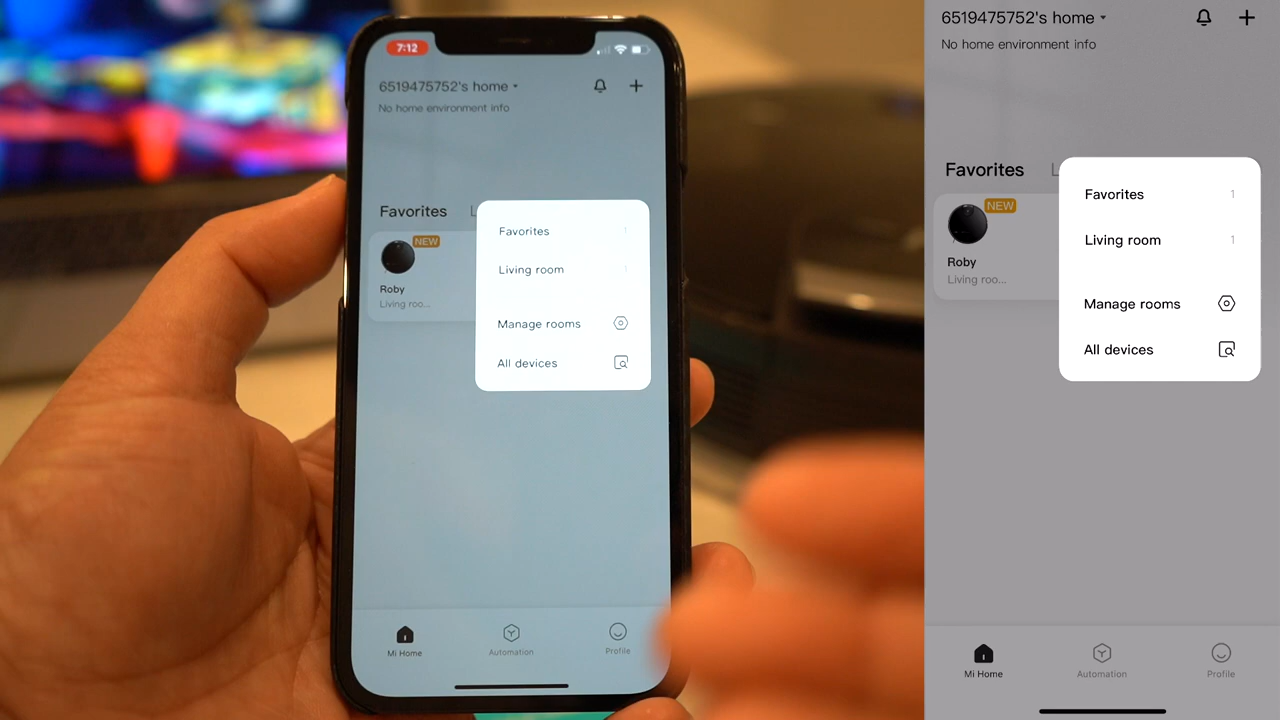 7:12
6519475752's home
No home environment info
Favorites L
NEW
Roby
Living roo...
Favorites 1
Living room 1
Manage rooms
All devices
Mi Home
Automation
Profile
6519475752's home
No home environment info
Favorites L
NEW
Roby
Living roo...
Favorites 1
Living room 1
Manage rooms
All devices
Mi Home
Automation
Profile